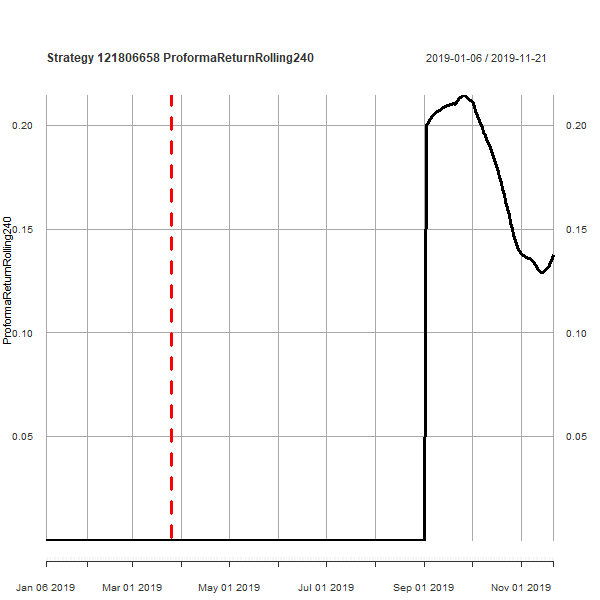 Strategy 121806658 ProformaReturnRolling240
2019-01-06 / 2019-11-21
ProformaReturnRolling240
0.20
0.15
0.10
0.05
0.20
0.15
0.10
0.05
Jan 06 2019
Mar 01 2019
May 01 2019
Jul 01 2019
Sep 01 2019
Nov 01 2019